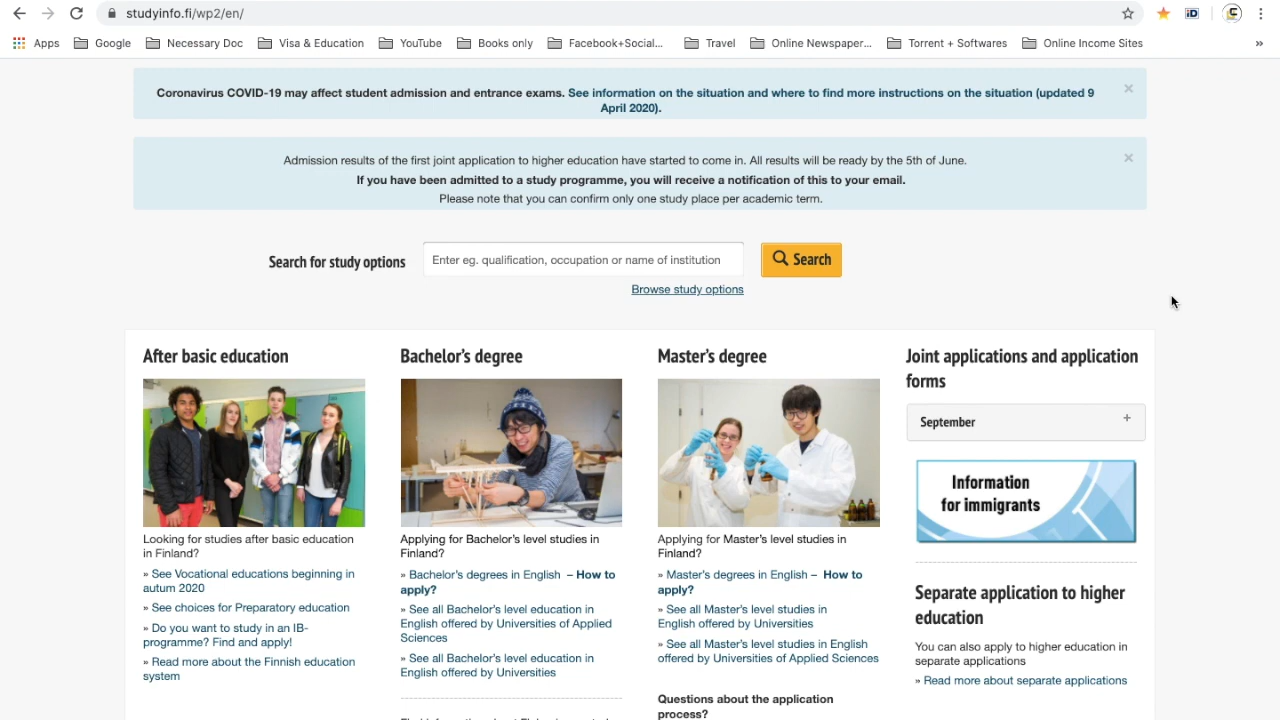 studyinfo.fi/wp2/en/
Apps Google Necessary Doc Visa & Education YouTube Books only Facebook+Social... Travel Online Newspaper... Torrent + Softwares Online Income Sites »
Coronavirus COVID-19 may affect student admission and entrance exams. See information on the situation and where to find more instructions on the situation (updated 9
April 2020).
Admission results of the first joint application to higher education have started to come in. All results will be ready by the 5th of June.
If you have been admitted to a study programme, you will receive a notification of this to your email.
Please note that you can confirm only one study place per academic term.
Search for study options Enter eg. qualification, occupation or name of institution Search
Browse study options
After basic education
Looking for studies after basic education
in Finland?
» See Vocational educations beginning in
autum 2020
» See choices for Preparatory education
» Do you want to study in an IB-
programme? Find and apply!
» Read more about the Finnish education
system
Bachelor's degree
Applying for Bachelor's level studies in
Finland?
» Bachelor's degrees in English – How to
apply?
» See all Bachelor's level education in
English offered by Universities of Applied
Sciences
» See all Bachelor's level education in
English offered by Universities
Master's degree
Applying for Master's level studies in
Finland?
» Master's degrees in English – How to
apply?
» See all Master's level studies in
English offered by Universities
» See all Master's level studies in English
offered by Universities of Applied Sciences
Questions about the application
process?
Joint applications and application
forms
September +
Information
for immigrants
Separate application to higher
education
You can also apply to higher education in
separate applications
» Read more about separate applications